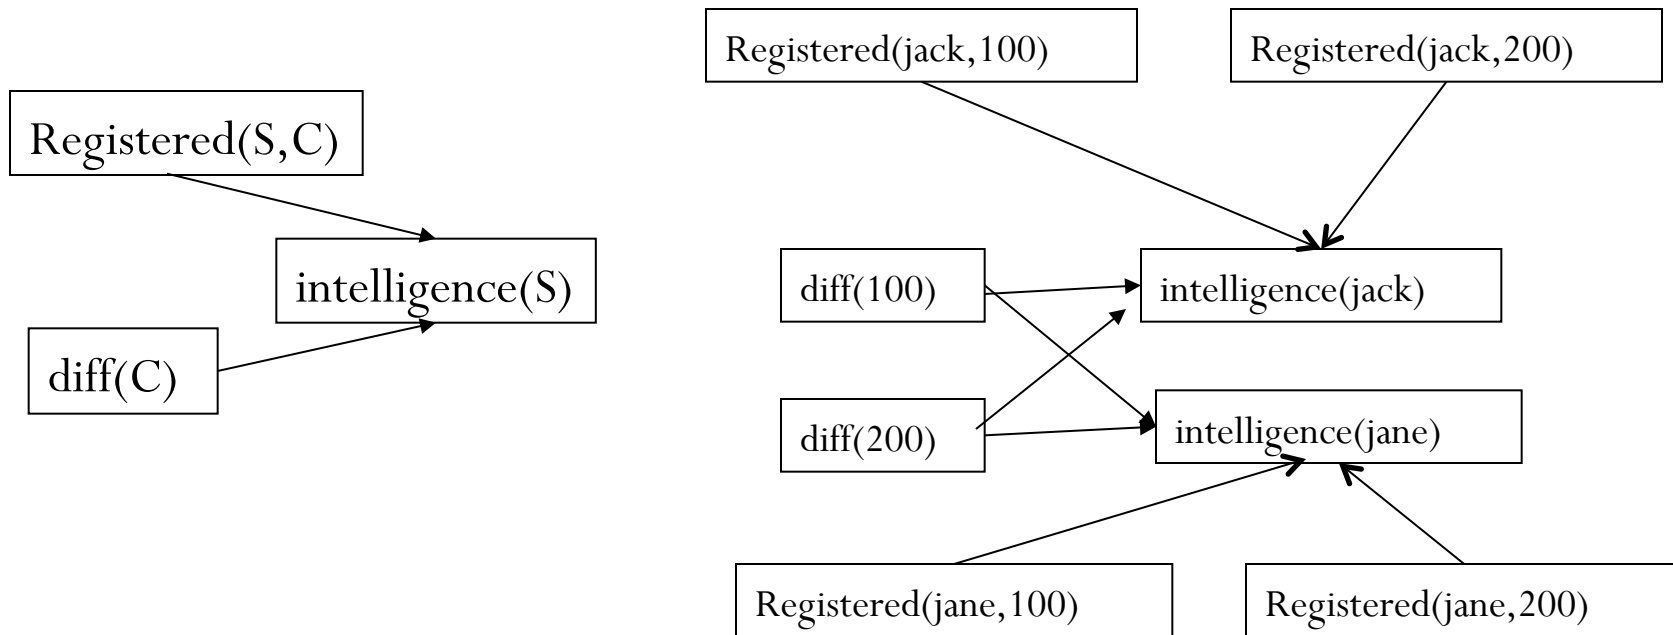 Registered(S,C)
intelligence(S)
diff(C)
Registered(jack,100)
Registered(jack,200)
diff(100)
intelligence(jack)
diff(200)
intelligence(jane)
Registered(jane,100)
Registered(jane,200)